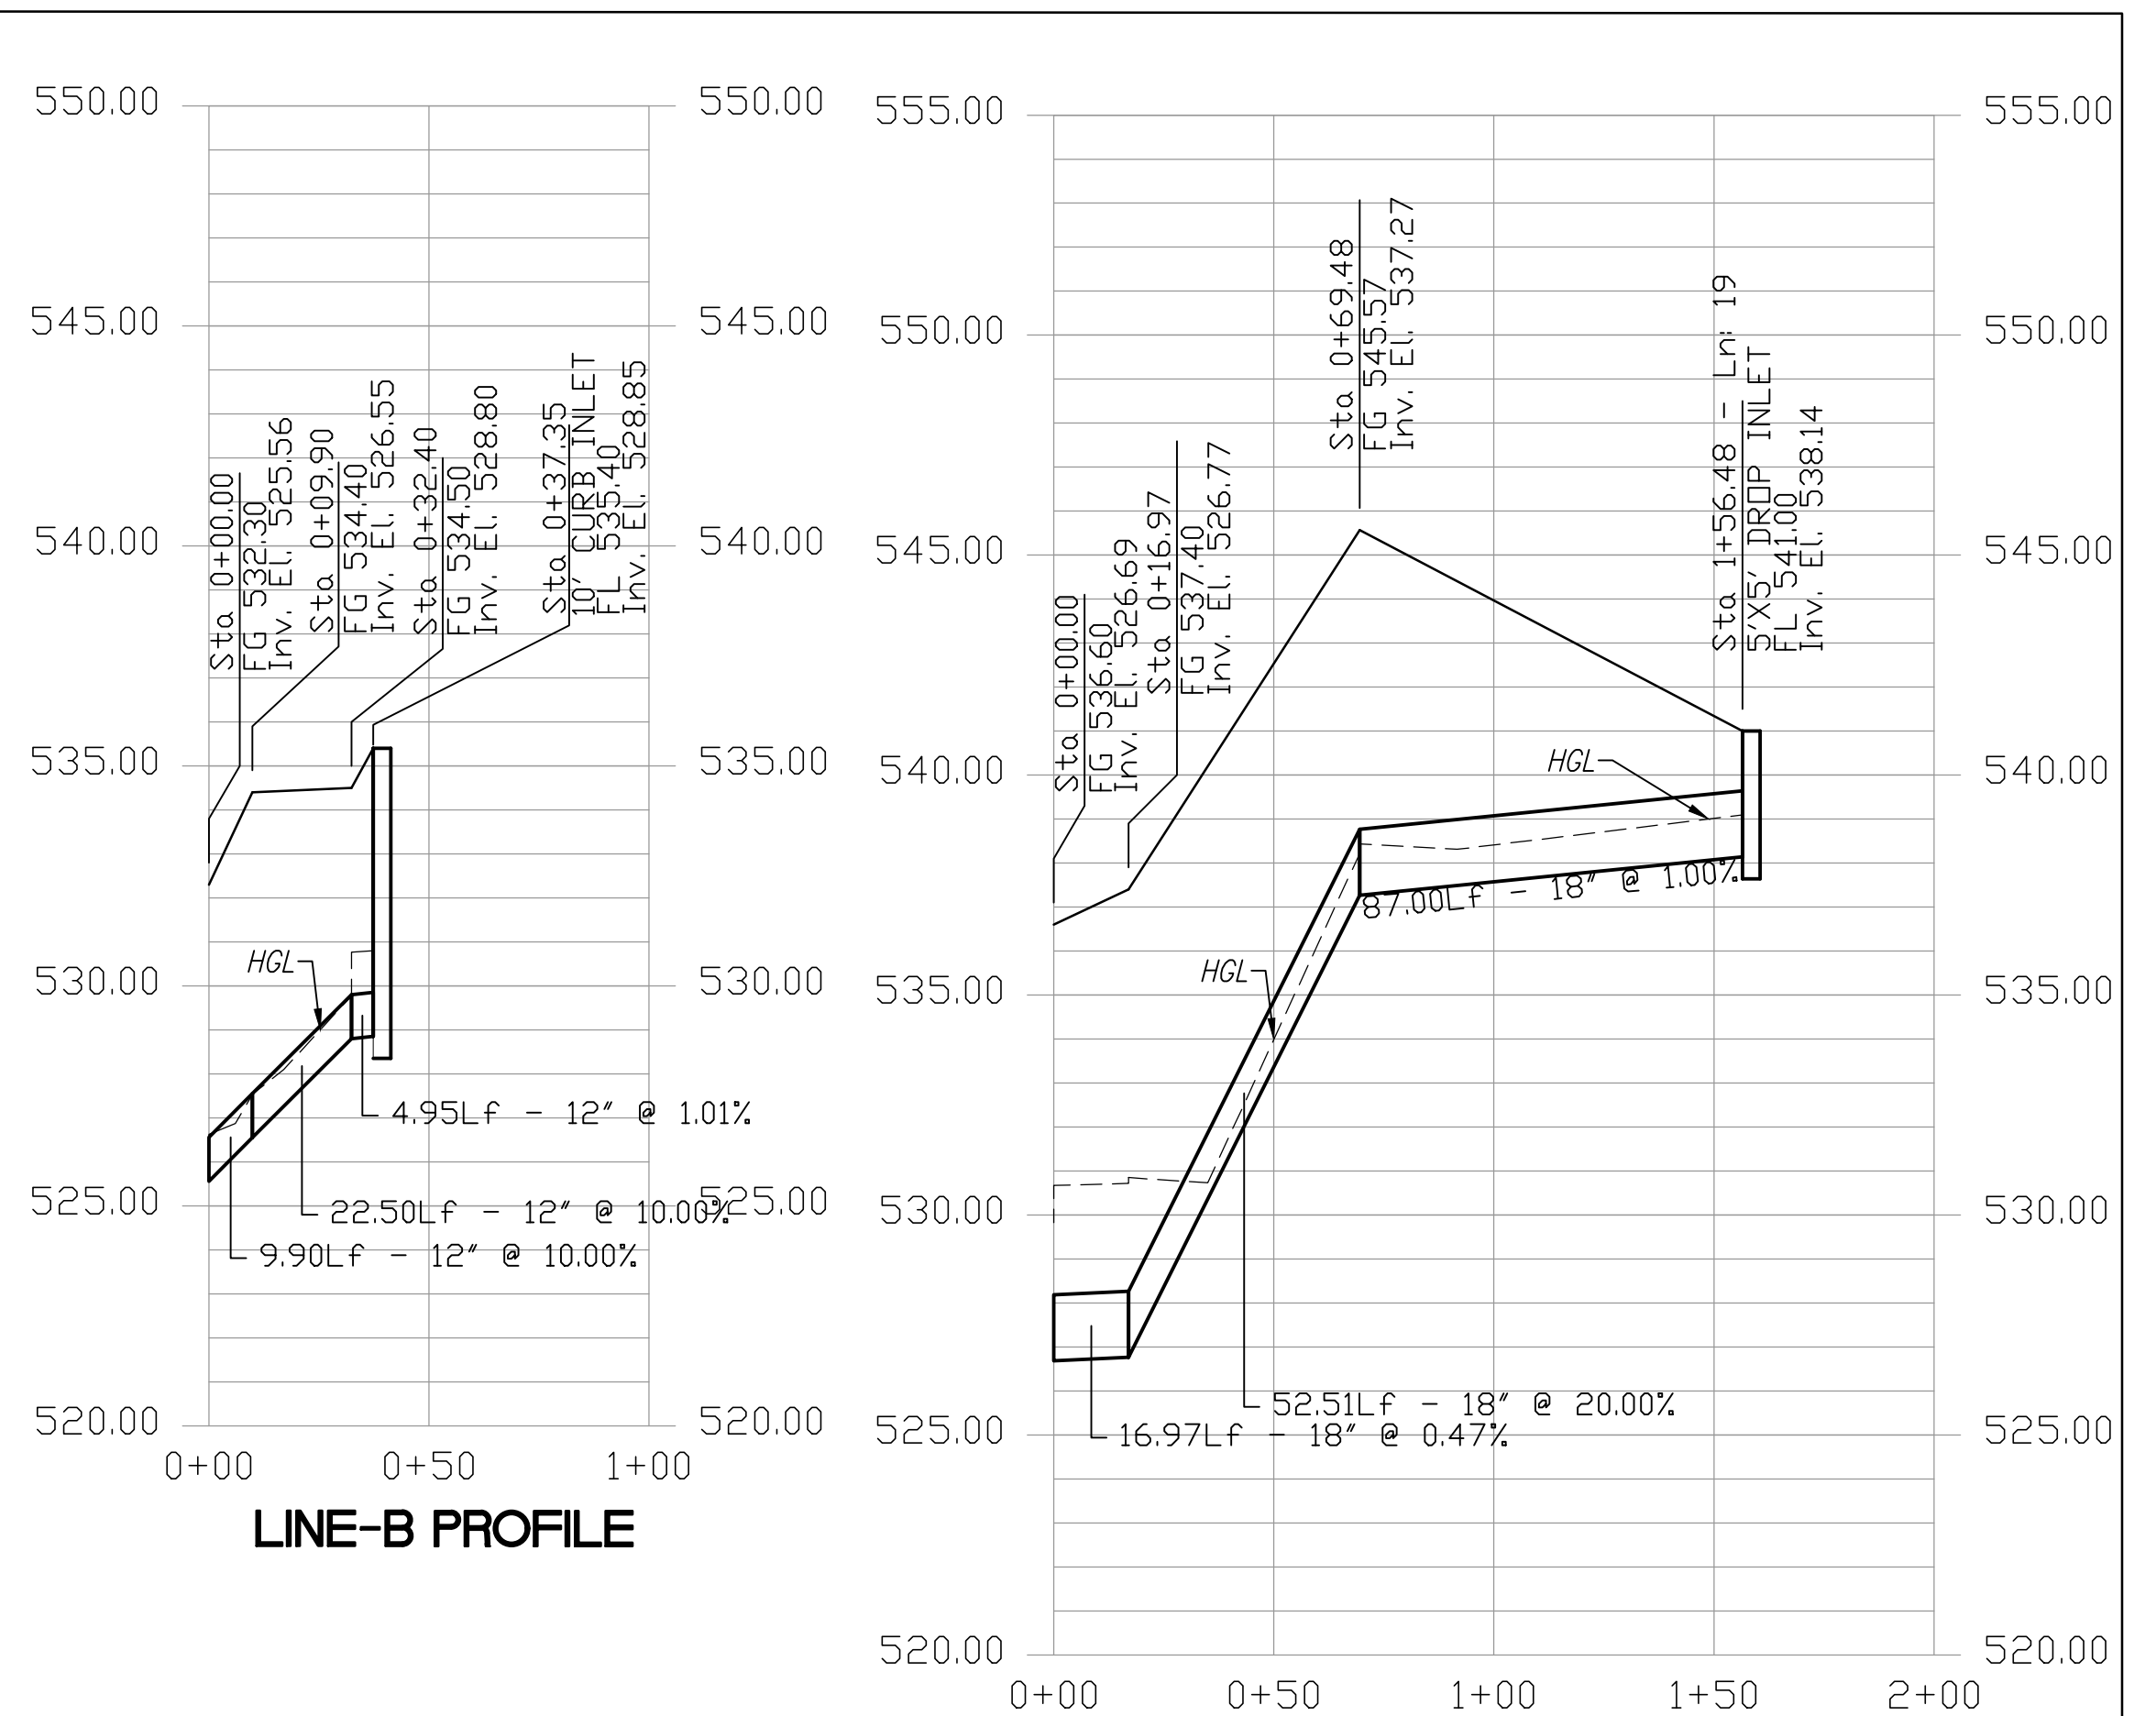 550.00
545.00
540.00
535.00
530.00
525.00
520.00
550.00
545.00
540.00
535.00
530.00
525.00
520.00
Sta 0+00.00
FG 532.30
Inv. El. 525.56
Sta 0+09.90
FG 534.40
Inv. El. 526.55
Sta 0+32.40
FG 534.50
Inv. El. 528.80
Sta 0+37.35
10' CURB INLET
FL 535.40
Inv. El. 528.85
HGL
4.95Lf - 12" @ 1.01%
22.50Lf - 12" @ 10.00%
9.90Lf - 12" @ 10.00%
0+00
0+50
1+00
LINE-B PROFILE
555.00
550.00
545.00
540.00
535.00
530.00
525.00
520.00
555.00
550.00
545.00
540.00
535.00
530.00
525.00
520.00
Sta 0+00.00
FG 536.60
Inv. El. 526.69
Sta 0+16.97
FG 537.40
Inv. El. 526.77
Sta 0+69.48
FG 545.57
Inv. El. 537.27
Sta 1+56.48 - Ln: 19
5'X5' DROP INLET
FL 541.00
Inv. El. 538.14
HGL
87.00Lf - 18" @ 1.00%
HGL
52.51Lf - 18" @ 20.00%
16.97Lf - 18" @ 0.47%
0+00
0+50
1+00
1+50
2+00